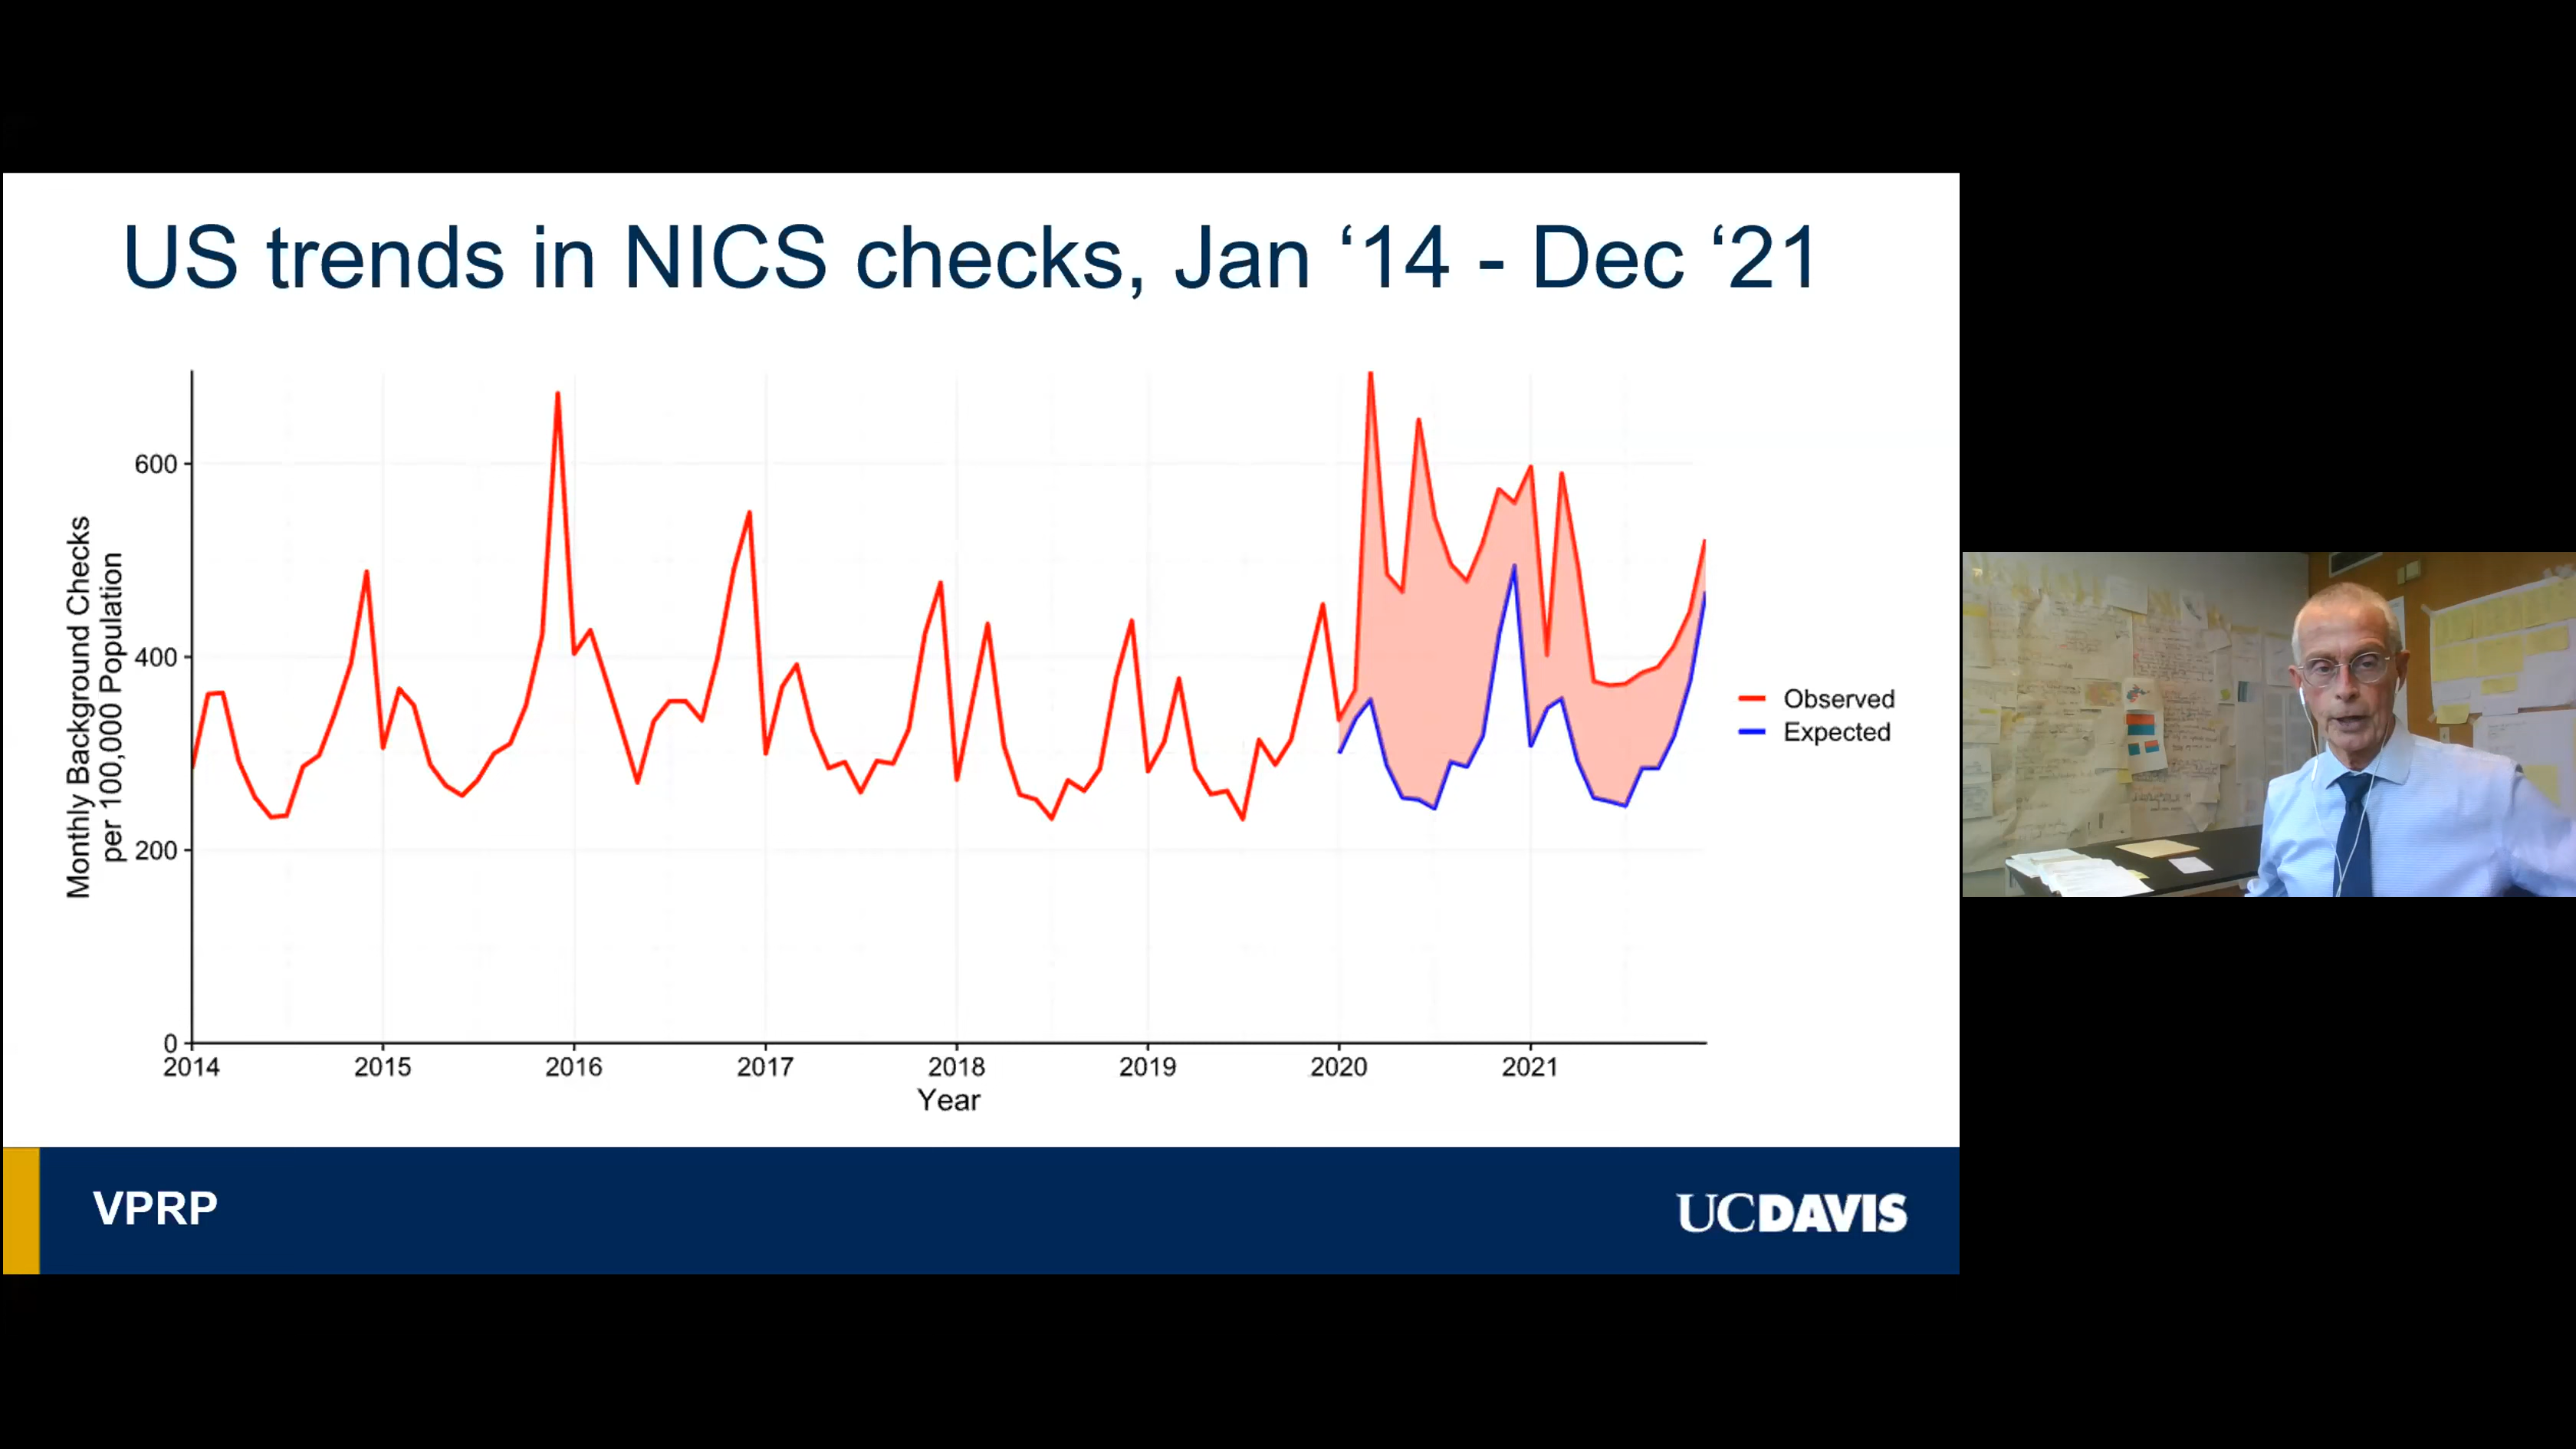 US trends in NICS checks, Jan ‘14 - Dec ‘21
Monthly Background Checks
per 100,000 Population
600
400
200
0
2014
2015
2016
2017
2018
2019
2020
2021
Year
Observed
Expected
VPRP
UCDAVIS